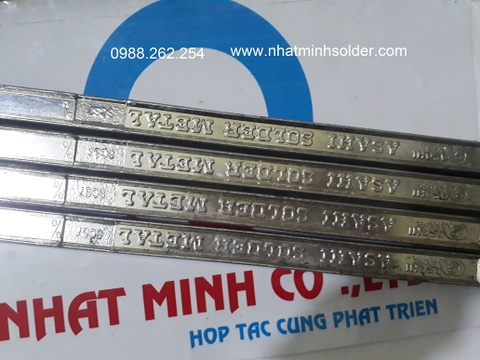 0988.262.254
www.nhatminhsolder.com
ASAHI SOLDER METAL
ASAHI SOLDER METAL
ASAHI SOLDER METAL
ASAHI SOLDER METAL
NHAT MINH CO
HOP TAC CUNG PHAT TRIEN